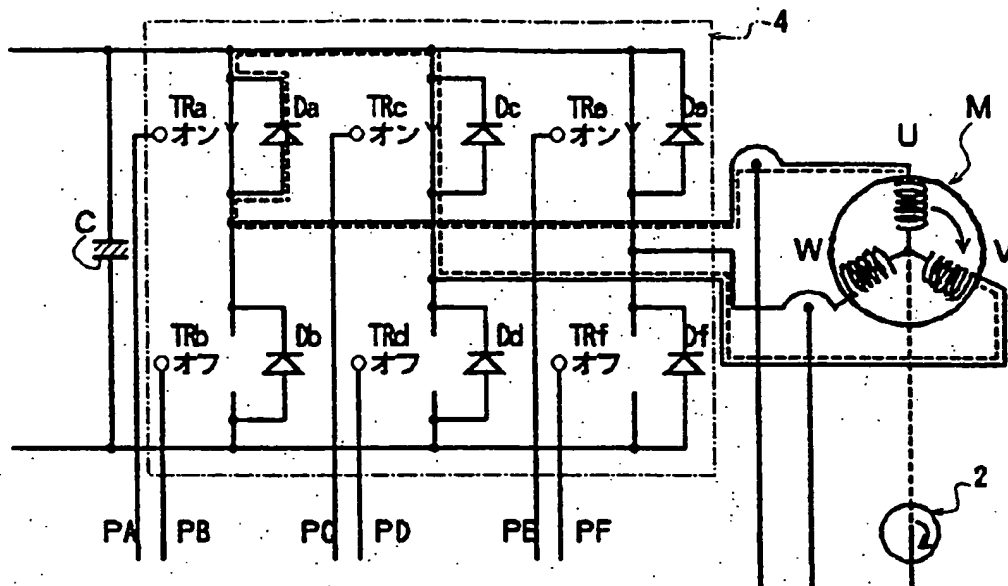 4
TRa Da TRc Dc TRe De
オン オン オン
M
U
C
W V
TRb Db TRd Dd TRf Df
オフ オフ オフ
2
PA PB PC PD PE PF